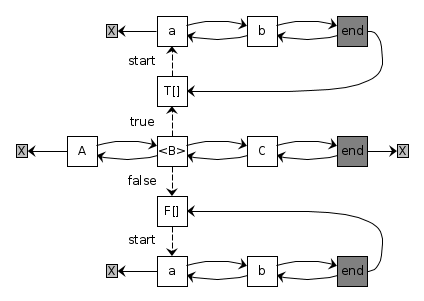 X a b end
start
T[]
true
X A <B> C end X
false
F[]
start
X a b end